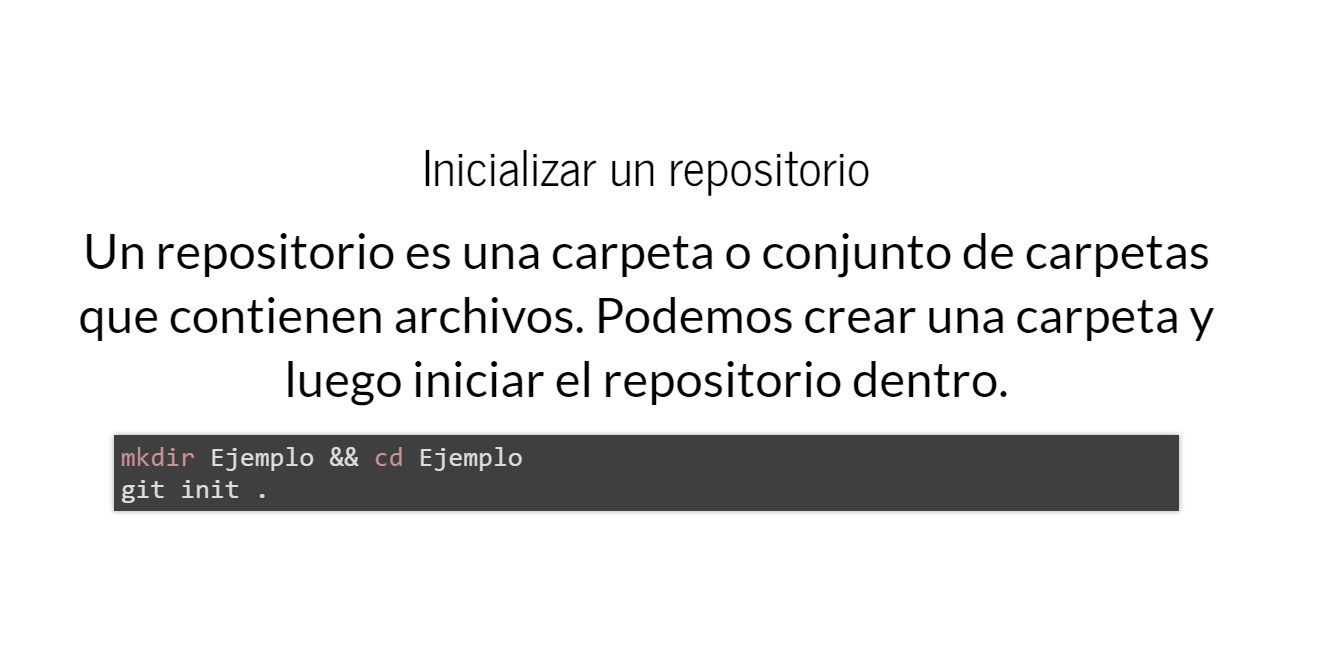 Inicializar un repositorio
Un repositorio es una carpeta o conjunto de carpetas
que contienen archivos. Podemos crear una carpeta y
luego iniciar el repositorio dentro.
mkdir Ejemplo && cd Ejemplo
git init .